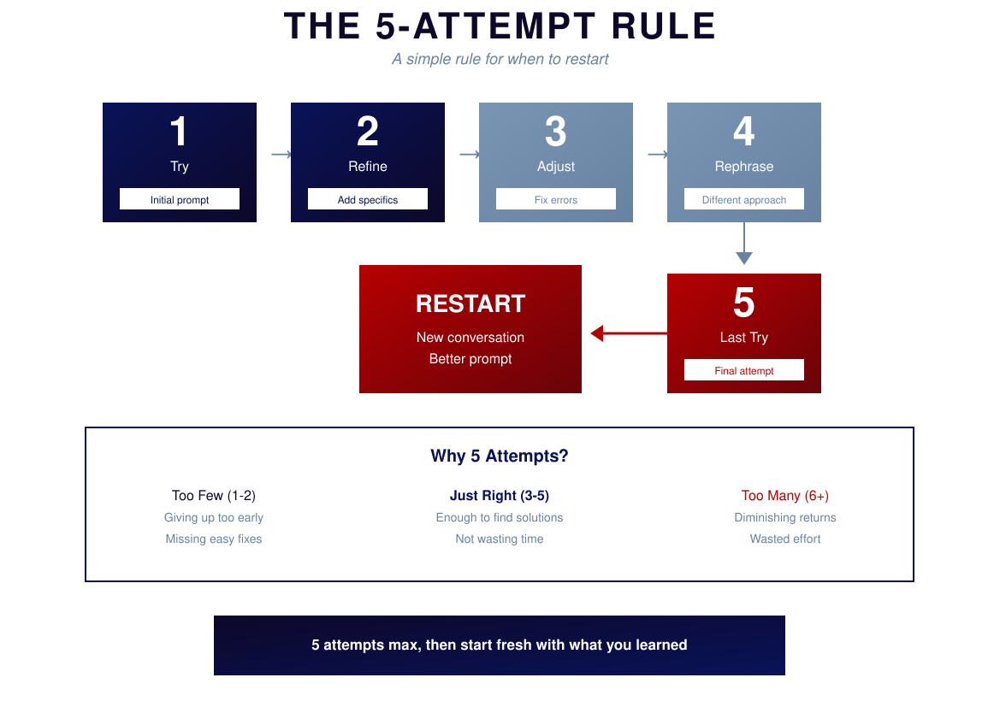 THE 5-ATTEMPT RULE
A simple rule for when to restart
1
Try
Initial prompt
2
Refine
Add specifics
3
Adjust
Fix errors
4
Rephrase
Different approach
5
Last Try
Final attempt
RESTART
New conversation
Better prompt
Why 5 Attempts?
Too Few (1-2)
Giving up too early
Missing easy fixes
Just Right (3-5)
Enough to find solutions
Not wasting time
Too Many (6+)
Diminishing returns
Wasted effort
5 attempts max, then start fresh with what you learned